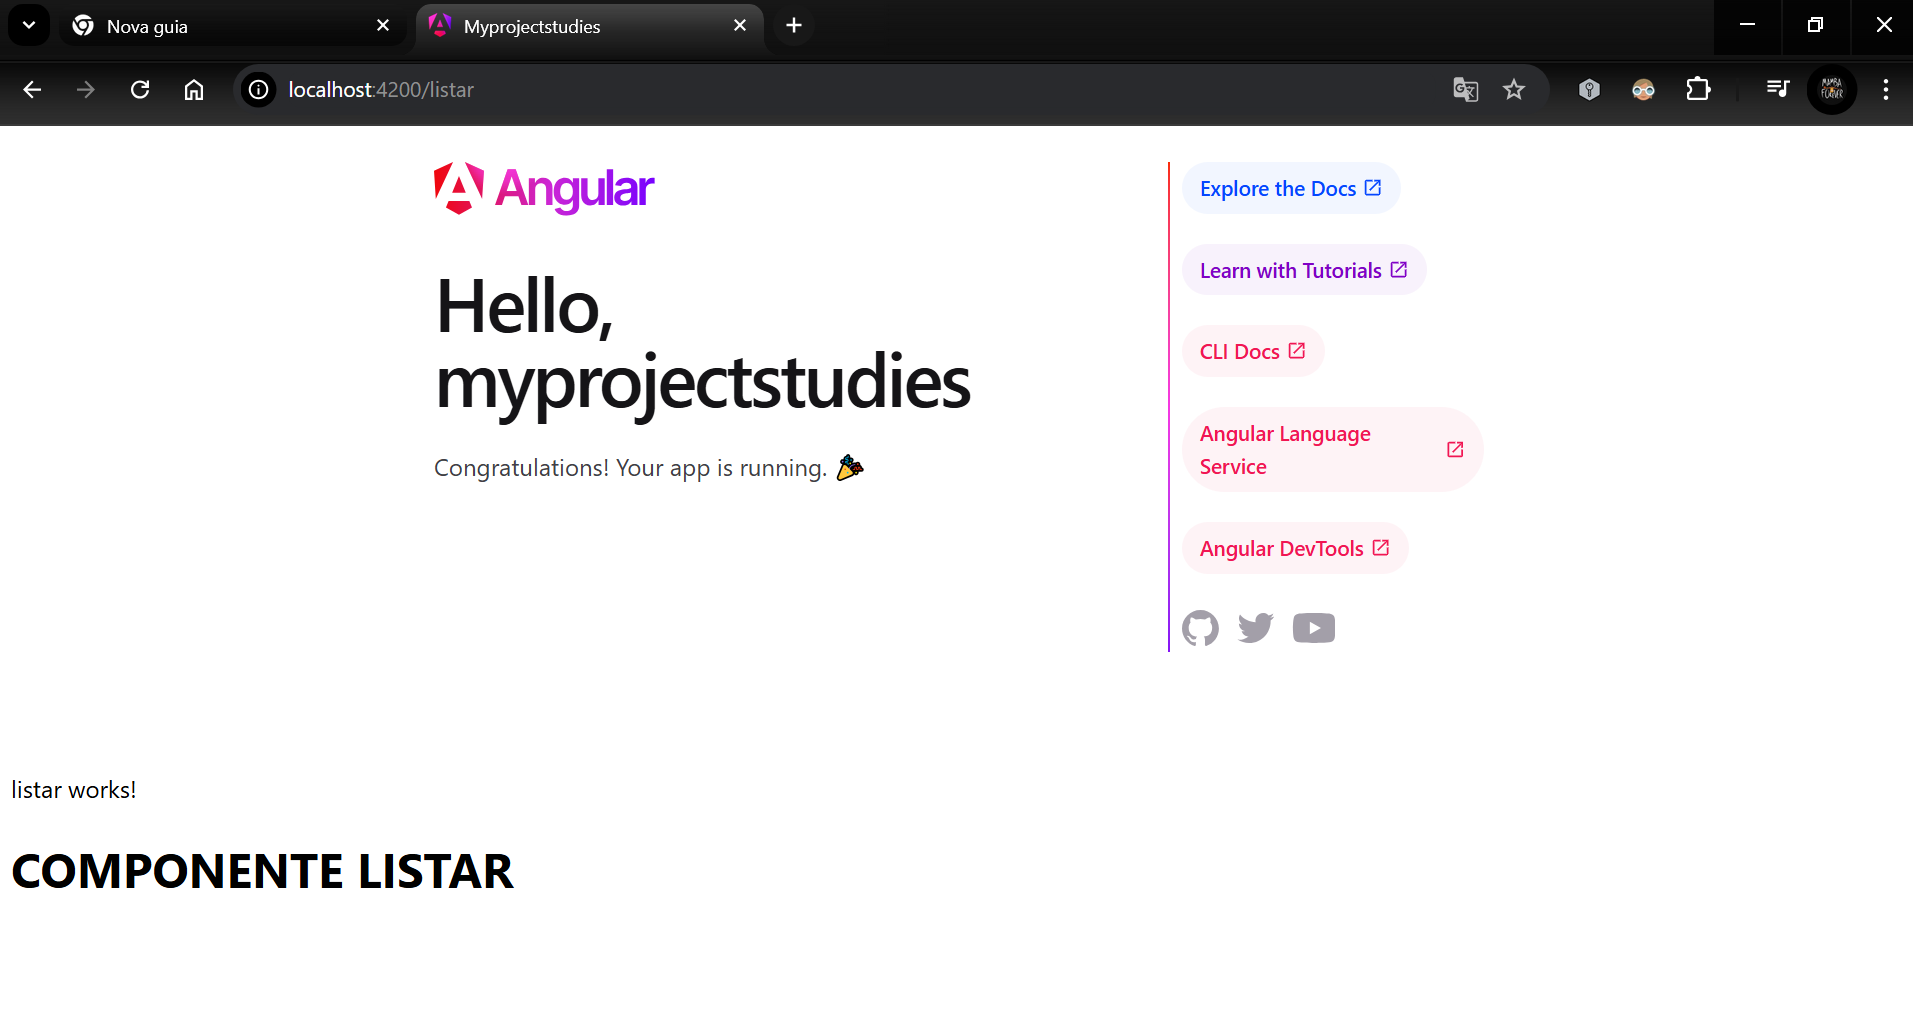 Nova guia
Myprojectstudies
localhost:4200/listar
Angular
Hello,
myprojectstudies
Congratulations! Your app is running. 🎉
Explore the Docs
Learn with Tutorials
CLI Docs
Angular Language
Service
Angular DevTools
listar works!
COMPONENTE LISTAR